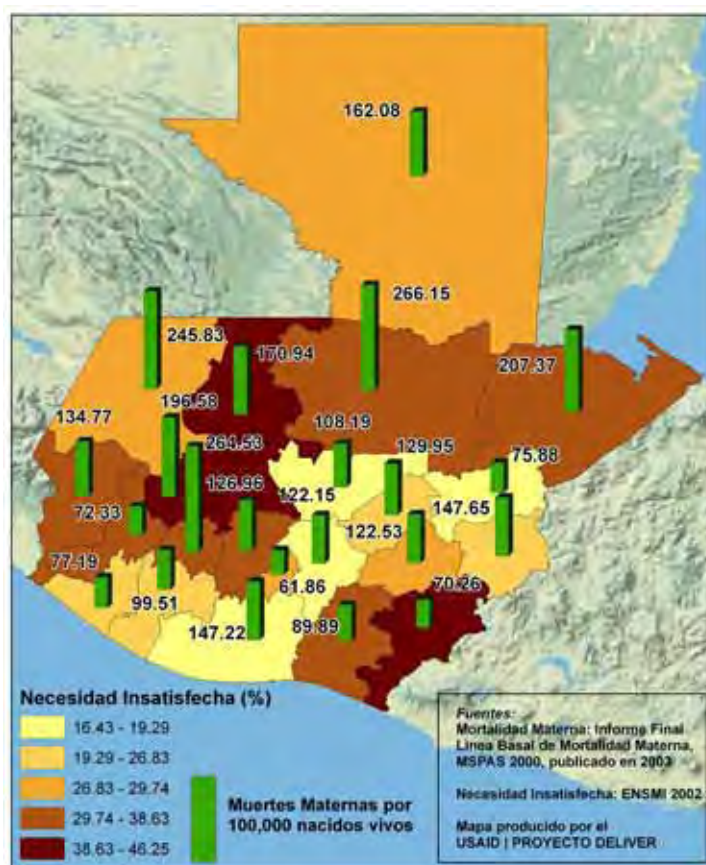 162.08
266.15
245.83
170.94
207.37
196.58
134.77
108.19
264.53
129.95
75.88
126.96
122.15
147.65
72.33
122.53
77.19
61.86
70.26
99.51
89.89
147.22
Necesidad Insatisfecha (%)
16.43 - 19.29
19.29 - 26.83
26.83 - 29.74
29.74 - 38.63
38.63 - 46.25
Muertes Maternas por
100,000 nacidos vivos
Fuentes:
Mortalidad Materna: Informe Final
Linea Basal de Mortalidad Materna,
MSPAS 2000, publicado en 2003
Necesidad Insatisfecha: ENSMI 2002
Mapa producido por el
USAID | PROYECTO DELIVER